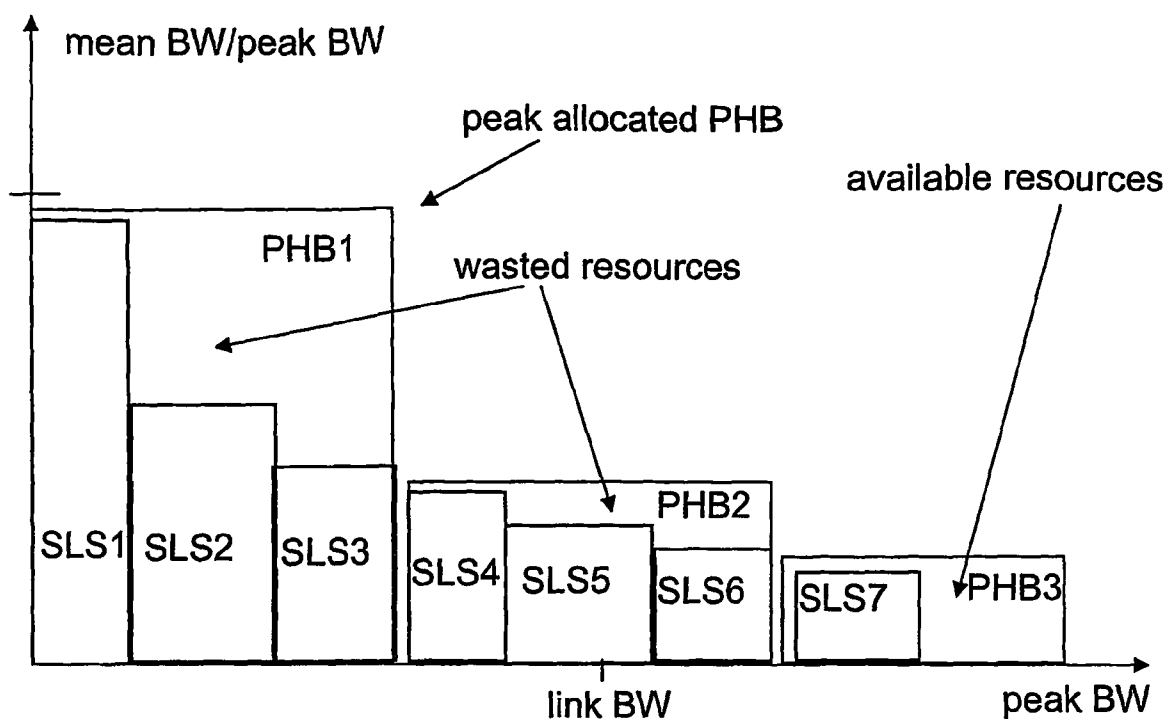 mean BW/peak BW
peak allocated PHB
available resources
PHB1
wasted resources
PHB2
SLS1
SLS2
SLS3
SLS4
SLS5
SLS6
SLS7
PHB3
link BW
peak BW